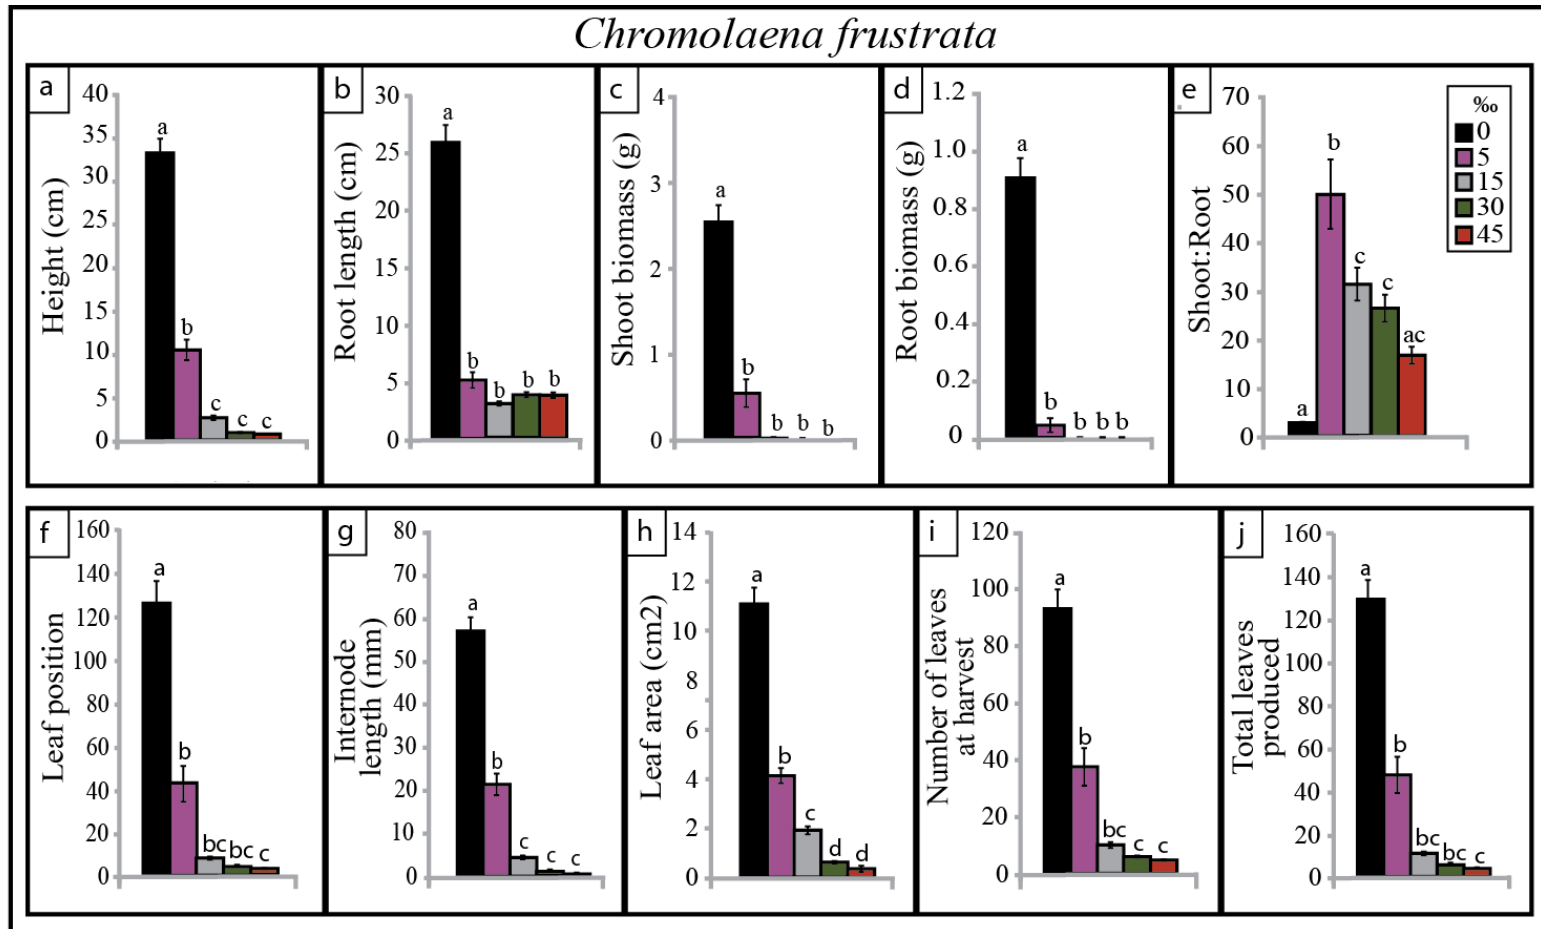 Chromolaena frustrata
a
Height (cm)
40
35
30
25
20
15
10
5
0
a
b
c
c
c
b
Root length (cm)
30
25
20
15
10
5
0
a
b
b
b
b
c
Shoot biomass (g)
4
3
2
1
0
a
b
b
b
b
d
Root biomass (g)
1.2
1.0
0.8
0.6
0.4
0.2
0
a
b
b
b
b
e
Shoot:Root
70
60
50
40
30
20
10
0
a
b
c
c
ac
‰
0
5
15
30
45
f
Leaf position
160
140
120
100
80
60
40
20
0
a
b
bc
bc
c
g
Internode
length (mm)
80
70
60
50
40
30
20
10
0
a
b
c
c
c
h
Leaf area (cm2)
14
12
10
8
6
4
2
0
a
b
c
d
d
i
Number of leaves
at harvest
120
100
80
60
40
20
0
a
b
bc
c
c
j
Total leaves
produced
160
140
120
100
80
60
40
20
0
a
b
bc
bc
c